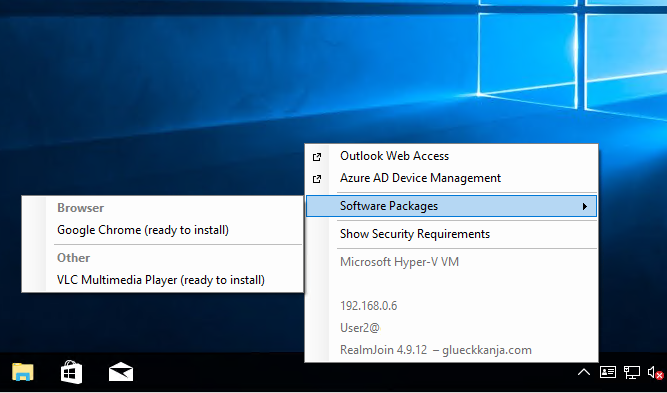 Outlook Web Access
Azure AD Device Management
Software Packages
Show Security Requirements
Microsoft Hyper-V VM
192.168.0.6
User2@
RealmJoin 4.9.12 – glueckkanja.com
Browser
Google Chrome (ready to install)
Other
VLC Multimedia Player (ready to install)